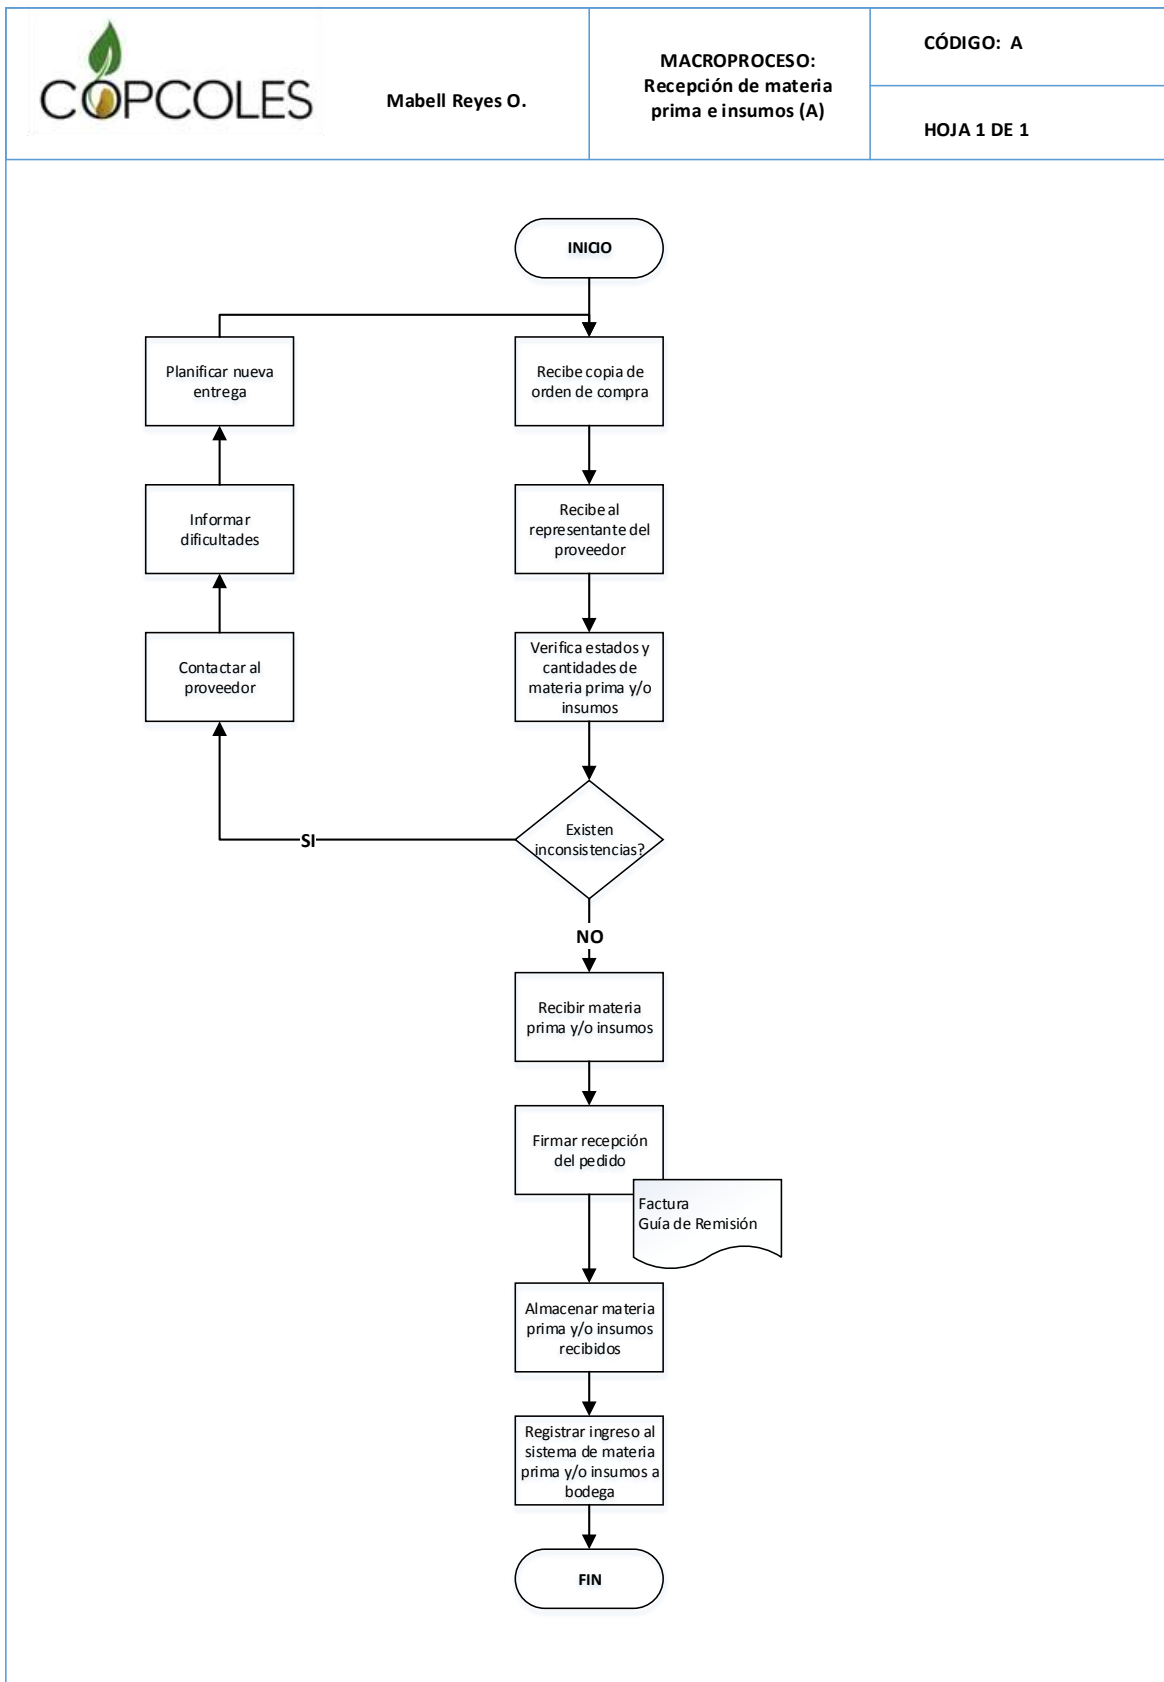 COPCOLES
Mabell Reyes O.
MACROPROCESO:
Recepción de materia
prima e insumos (A)
CÓDIGO: A
HOJA 1 DE 1
INICIO
Planificar nueva
entrega
Recibe copia de
orden de compra
Informar
dificultades
Recibe al
representante del
proveedor
Contactar al
proveedor
Verifica estados y
cantidades de
materia prima y/o
insumos
Existen
inconsistencias?
SI
NO
Recibir materia
prima y/o insumos
Firmar recepción
del pedido
Factura
Guía de Remisión
Almacenar materia
prima y/o insumos
recibidos
Registrar ingreso al
sistema de materia
prima y/o insumos a
bodega
FIN